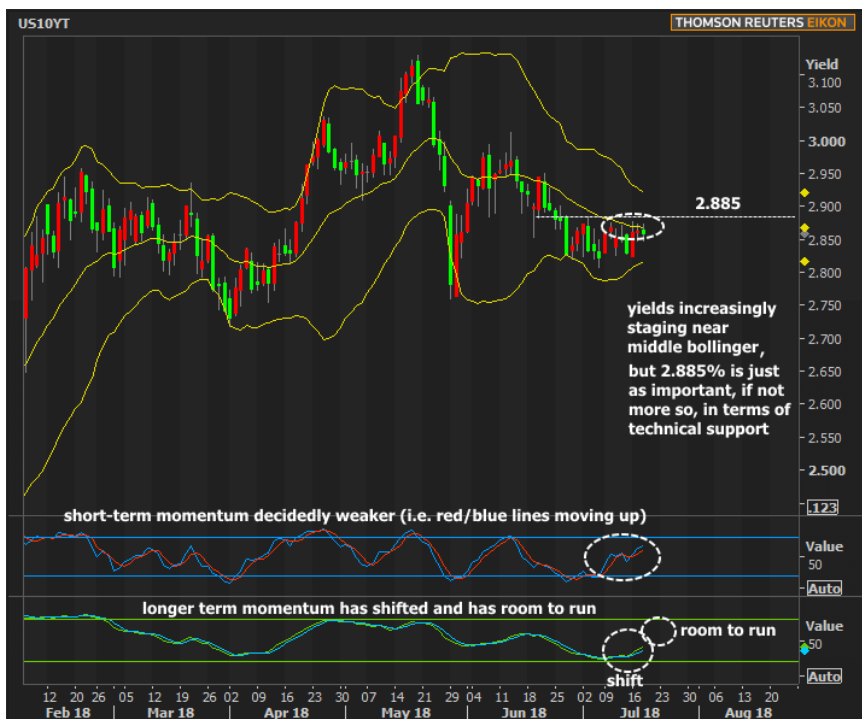 US10YT
THOMSON REUTERS EIKON
Yield
3.100
3.050
3.000
2.950
2.900
2.885
2.850
2.800
2.750
2.700
2.650
2.600
2.550
2.500
.123
yields increasingly
staging near
middle bollinger,
but 2.885% is just
as important, if not
more so, in terms of
technical support
short-term momentum decidedly weaker (i.e. red/blue lines moving up)
Value
50
Auto
longer term momentum has shifted and has room to run
Value
room to run
50
shift
Auto
12 20 26 05 12 19 26 02 09 16 23 30 07 14 21 29 04 11 18 25 02 09 16 23 30 06 13 20
Feb 18 Mar 18 Apr 18 May 18 Jun 18 Jul 18 Aug 18